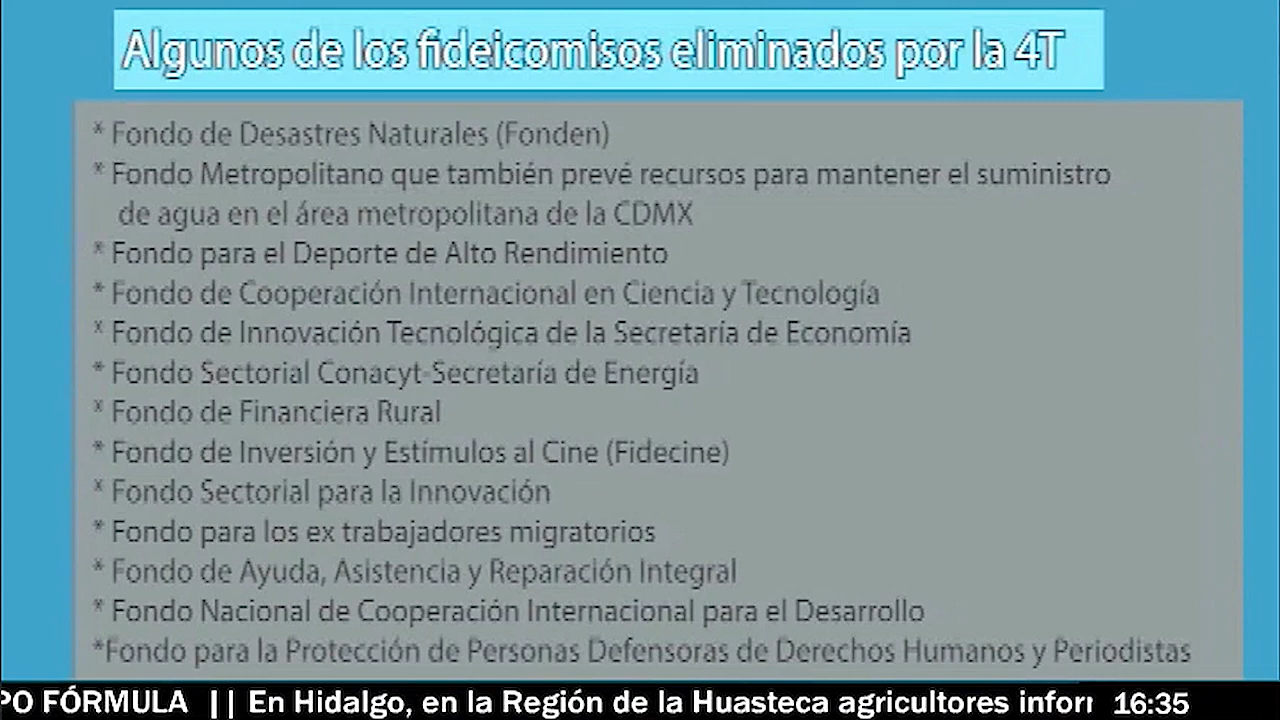 Algunos de los fideicomisos eliminados por la 4T
* Fondo de Desastres Naturales (Fonden)
* Fondo Metropolitano que también prevé recursos para mantener el suministro
de agua en el área metropolitana de la CDMX
* Fondo para el Deporte de Alto Rendimiento
* Fondo de Cooperación Internacional en Ciencia y Tecnología
* Fondo de Innovación Tecnológica de la Secretaría de Economía
* Fondo Sectorial Conacyt-Secretaría de Energía
* Fondo de Financiera Rural
* Fondo de Inversión y Estímulos al Cine (Fidecine)
* Fondo Sectorial para la Innovación
* Fondo para los ex trabajadores migratorios
* Fondo de Ayuda, Asistencia y Reparación Integral
* Fondo Nacional de Cooperación Internacional para el Desarrollo
*Fondo para la Protección de Personas Defensoras de Derechos Humanos y Periodistas
PO FÓRMULA || En Hidalgo, en la Región de la Huasteca agricultores infor 16:35